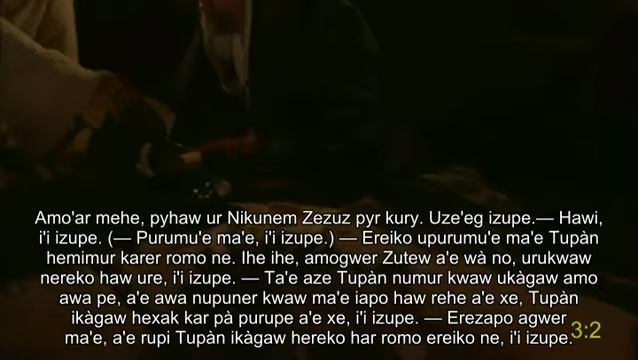 Amo'ar mehe, pyhaw ur Nikunem Zezuz pyr kury. Uze'eg izupe.— Hawi,
i'i izupe. (— Purumu'e ma'e, i'i izupe.) — Ereiko upurumu'e ma'e Tupàn
hemimur karer romo ne. Ihe ihe, amogwer Zutew a'e wà no, urukwaw
nereko haw ure, i'i izupe. — Ta'e aze Tupàn numur kwaw ukàgaw amo
awa pe, a'e awa nupuner kwaw ma'e iapo haw rehe a'e xe, Tupàn
ikàgaw hexak kar pà purupe a'e xe, i'i izupe. — Erezapo agwer
ma'e, a'e rupi Tupàn ikàgaw hereko har romo ereiko ne, i'i izupe.
3:2